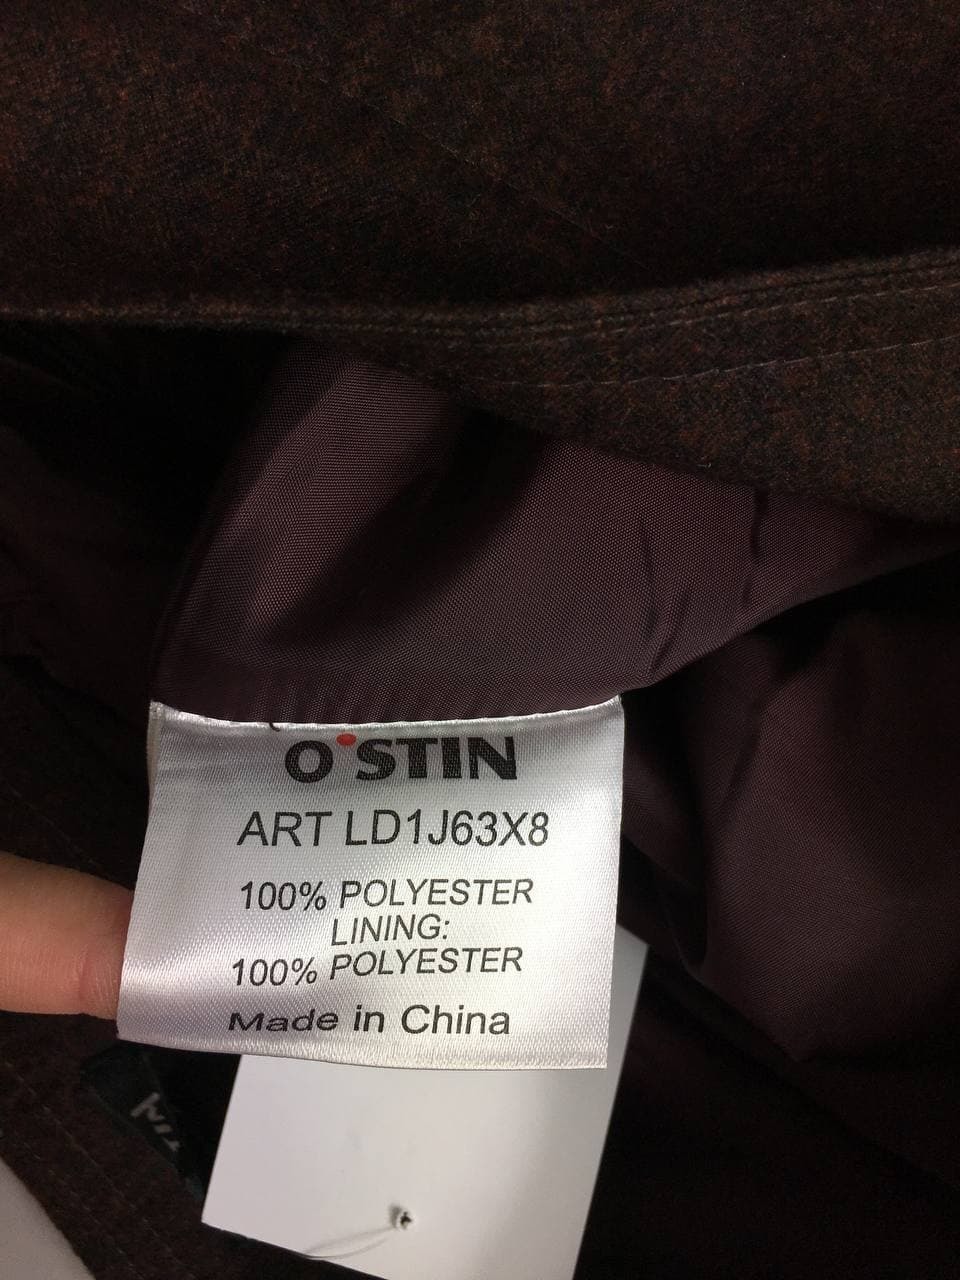 O'STIN
ART LD1J63X8
100% POLYESTER
LINING:
100% POLYESTER
Made in China